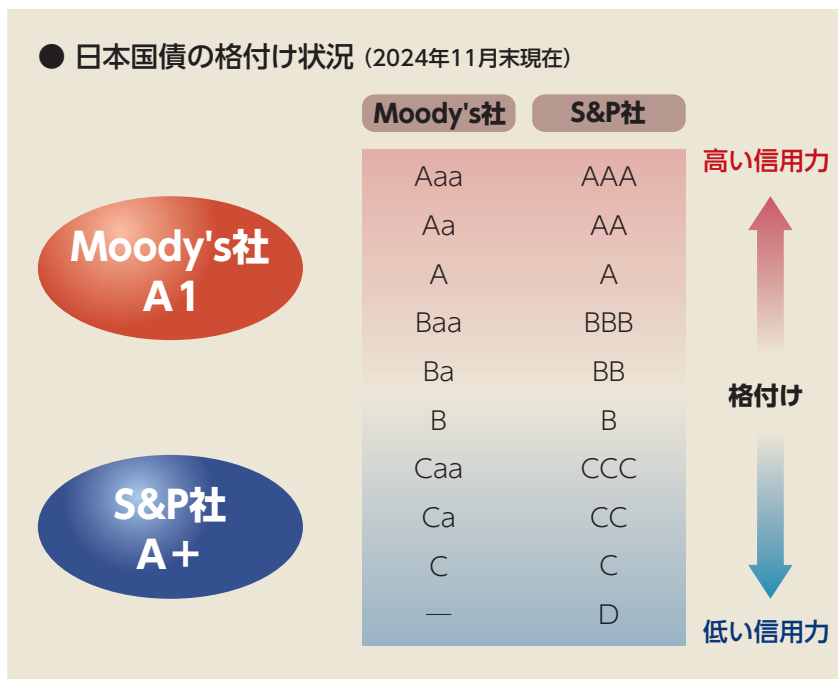 ● 日本国債の格付け状況（2024年11月末現在）
Moody's社 S&P社
高い信用力
Aaa AAA
Aa AA
A A
Baa BBB
Ba BB
B B
Caa CCC
Ca CC
C C
— D
Moody's社
A1
S&P社
A＋
格付け
低い信用力